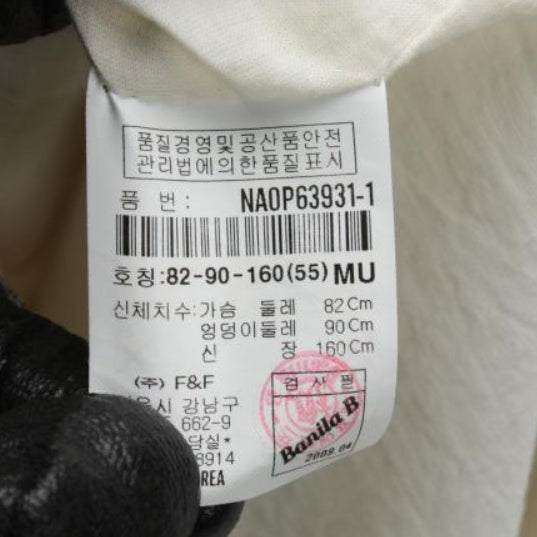 품질경영및공산품안전
관리법에의한품질표시
품 번 : NAOP63931-1
호칭:82-90-160(55) MU
신체치수:가슴 둘레 82Cm
엉덩이둘레 90Cm
신 장 160Cm
(주) F&F
강남구
662-9
검 사 필
Banila B
2009.04